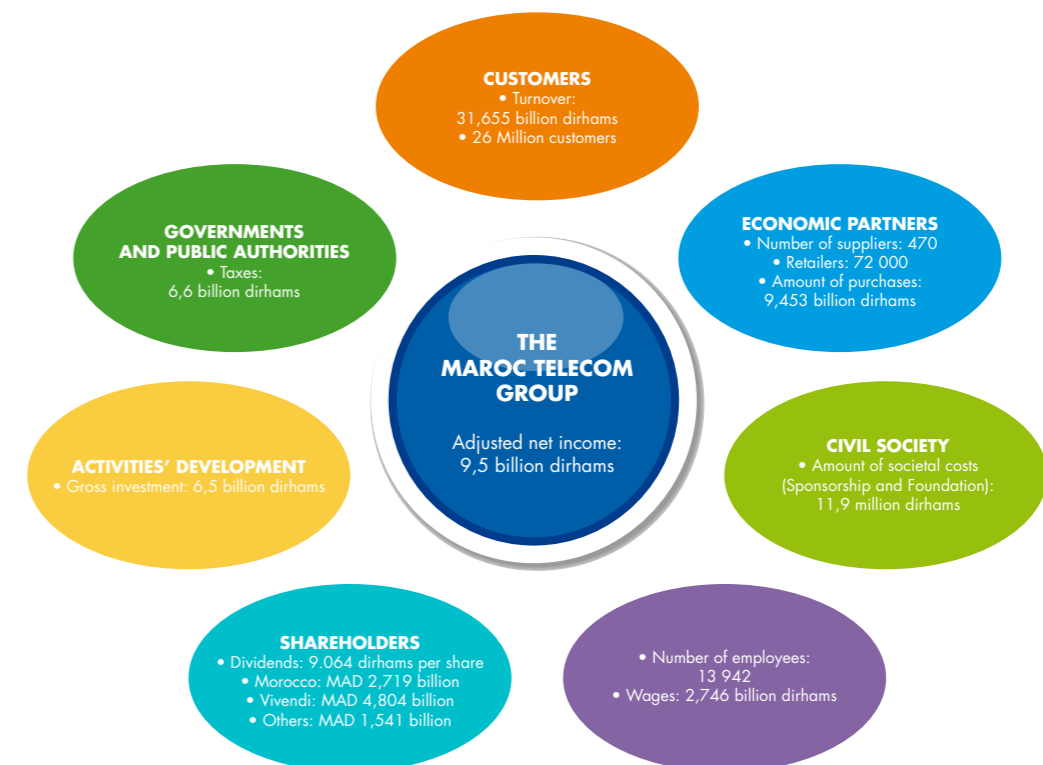 CUSTOMERS
• Turnover:
31,655 billion dirhams
• 26 Million customers
GOVERNMENTS
AND PUBLIC AUTHORITIES
• Taxes:
6,6 billion dirhams
ECONOMIC PARTNERS
• Number of suppliers: 470
• Retailers: 72 000
• Amount of purchases:
9,453 billion dirhams
THE
MAROC TELECOM
GROUP
Adjusted net income:
9,5 billion dirhams
ACTIVITIES’ DEVELOPMENT
• Gross investment: 6,5 billion dirhams
CIVIL SOCIETY
• Amount of societal costs
(Sponsorship and Foundation):
11,9 million dirhams
SHAREHOLDERS
• Dividends: 9.064 dirhams per share
• Morocco: MAD 2,719 billion
• Vivendi: MAD 4,804 billion
• Others: MAD 1,541 billion
• Number of employees:
13 942
• Wages: 2,746 billion dirhams